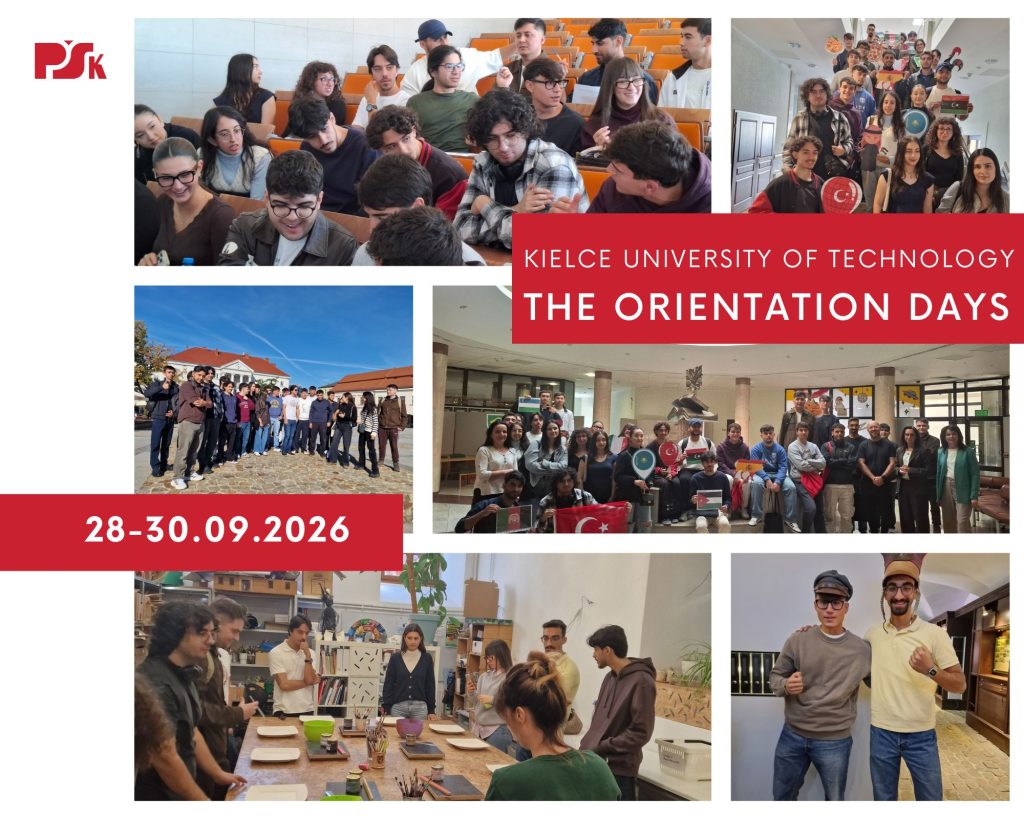 PŚk
KIELCE UNIVERSITY OF TECHNOLOGY
THE ORIENTATION DAYS
28-30.09.2026